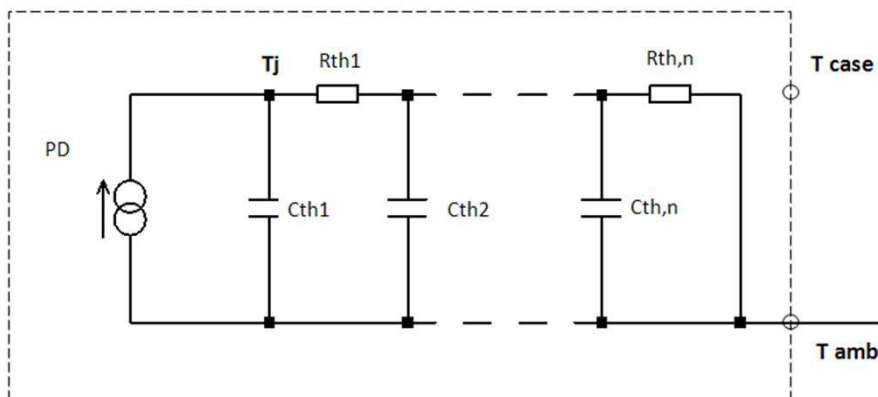 Tj
Rth1
Rth,n
T case
PD
Cth1
Cth2
Cth,n
T amb